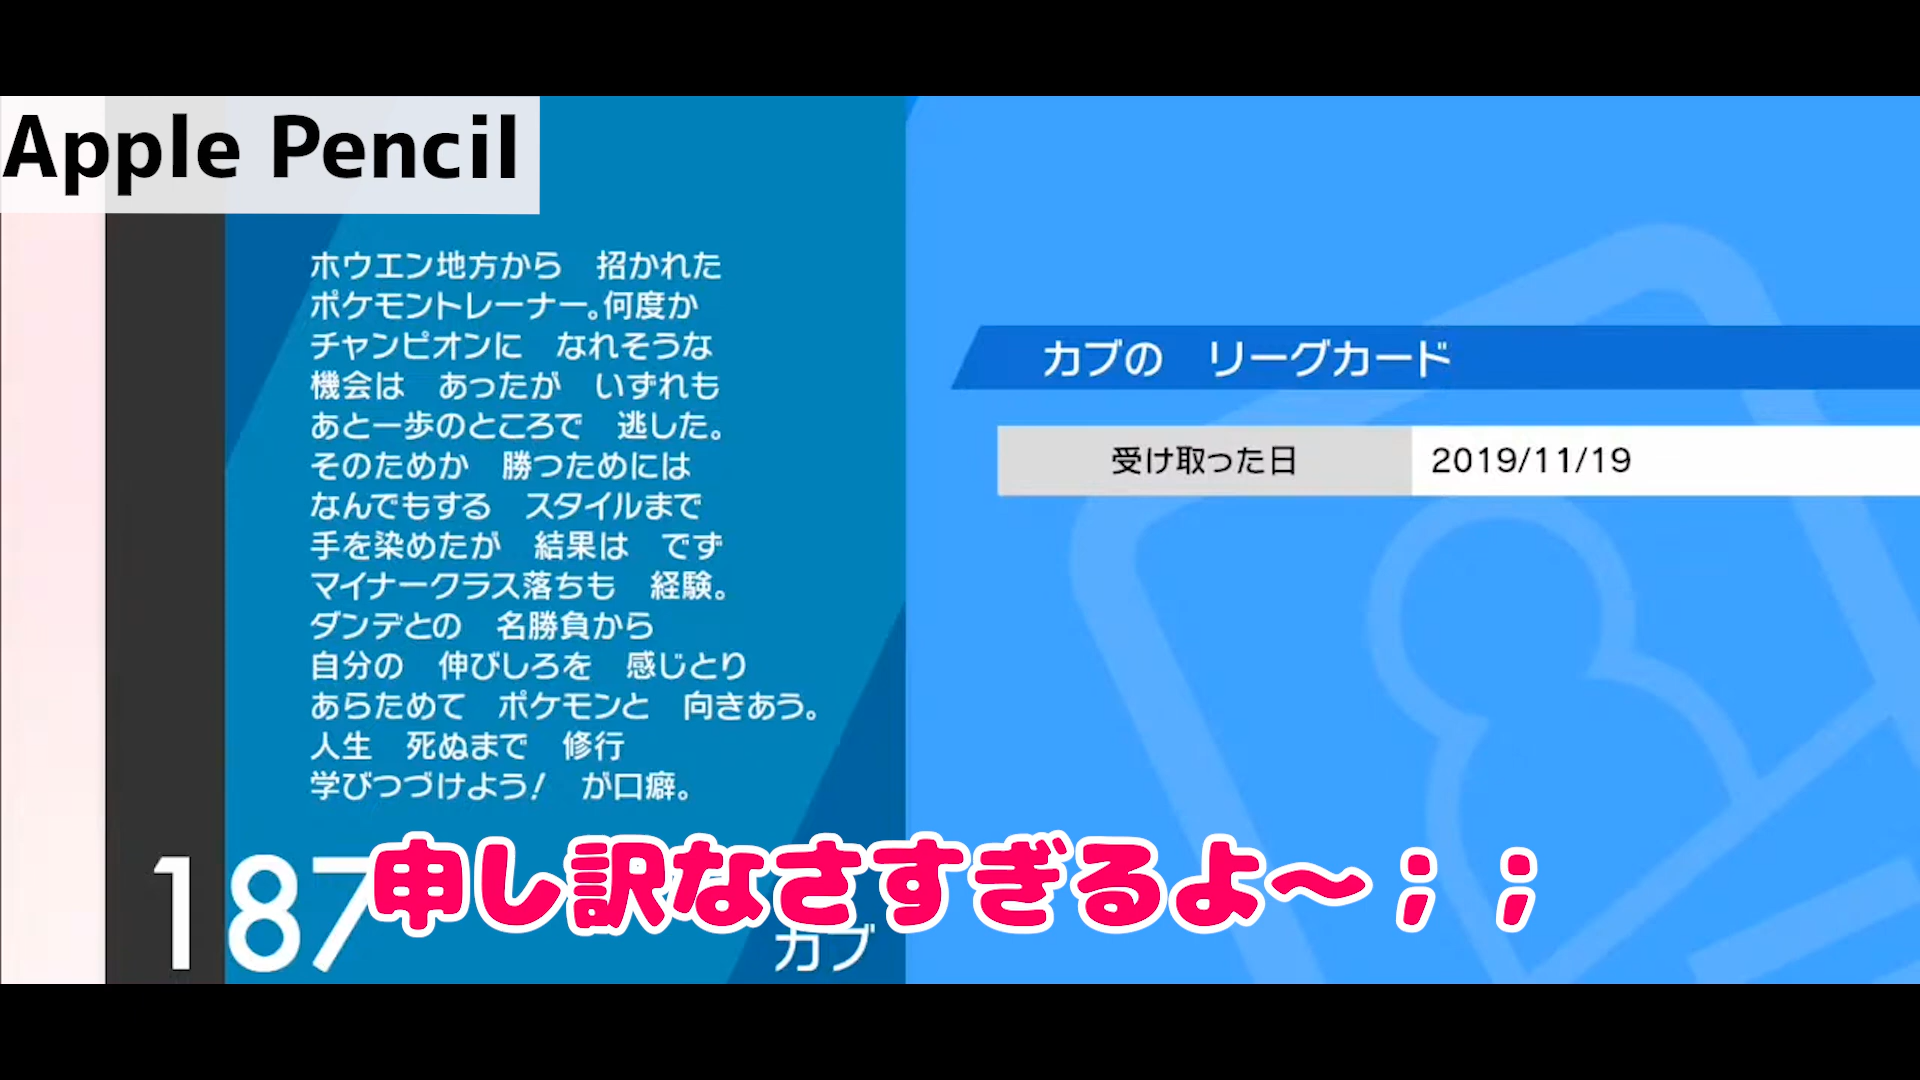 Apple Pencil
ホウエン地方から　招かれた
ポケモントレーナー。何度か
チャンピオンに　なれそうな
機会は　あったが　いずれも
あと一歩のところで　逃した。
そのためか　勝つためには
なんでもする　スタイルまで
手を染めたが　結果は　でず
マイナークラス落ちも　経験。
ダンデとの　名勝負から
自分の　伸びしろを　感じとり
あらためて　ポケモンと　向きあう。
人生　死ぬまで　修行
学びつづけよう！　が口癖。
カブの　リーグカード
受け取った日 2019/11/19
申し訳なさすぎるよ～；；
187
カブ